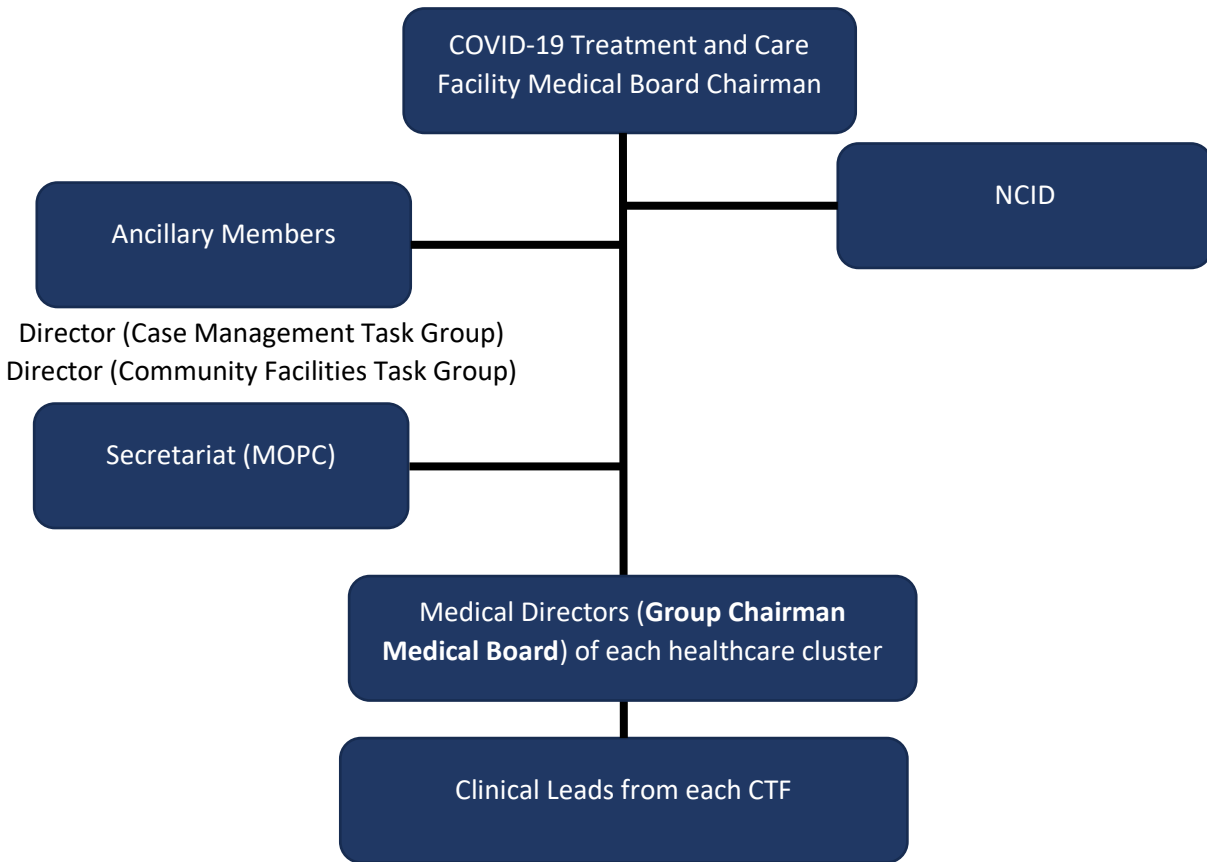 COVID-19 Treatment and Care
Facility Medical Board Chairman
NCID
Ancillary Members
Director (Case Management Task Group)
Director (Community Facilities Task Group)
Secretariat (MOPC)
Medical Directors (Group Chairman
Medical Board) of each healthcare cluster
Clinical Leads from each CTF